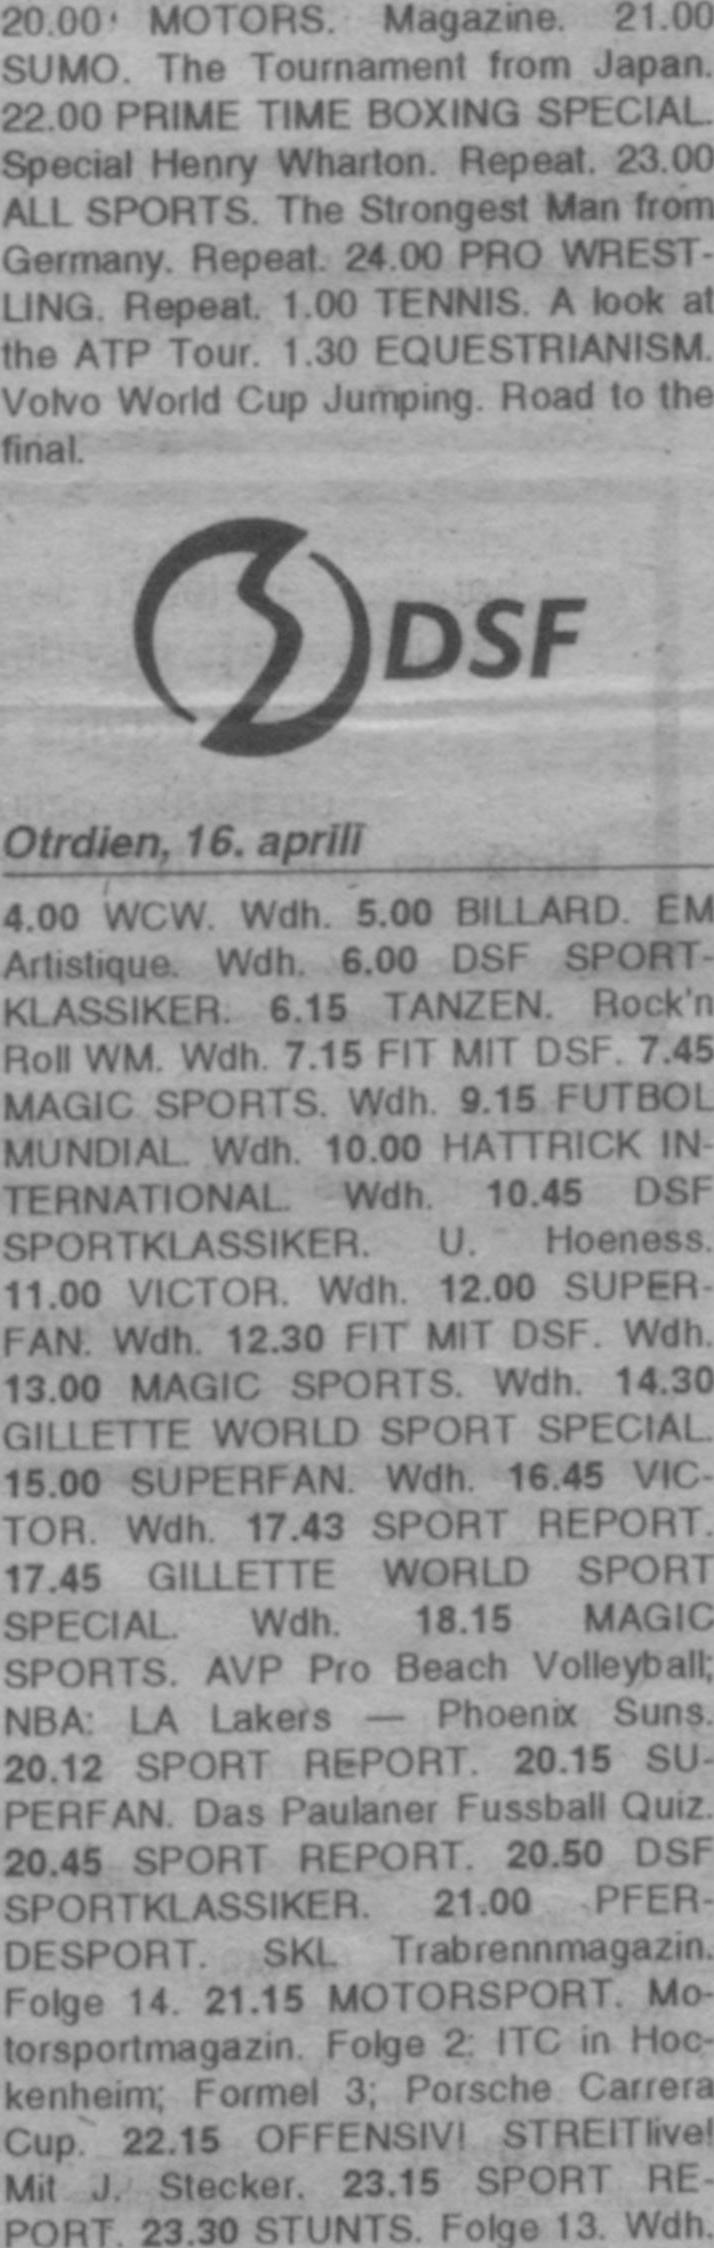 20.00 MOTORS. Magazine. 21.00
SUMO. The Tournament from Japan.
22.00 PRIME TIME BOXING SPECIAL.
Special Henry Wharton. Repeat. 23.00
ALL SPORTS. The Strongest Man from
Germany. Repeat. 24.00 PRO WREST-
LING. Repeat. 1.00 TENNIS. A look at
the ATP Tour. 1.30 EQUESTRIANISM.
Volvo World Cup Jumping. Road to the
final.
DSF
Otrdien, 16. aprīlī
4.00 WCW. Wdh. 5.00 BILLARD. EM
Artistique. Wdh. 6.00 DSF SPORT-
KLASSIKER. 6.15 TANZEN. Rock'n
Roll WM. Wdh. 7.15 FIT MIT DSF. 7.45
MAGIC SPORTS. Wdh. 9.15 FUTBOL
MUNDIAL. Wdh. 10.00 HATTRICK IN-
TERNATIONAL. Wdh. 10.45 DSF
SPORTKLASSIKER. U. Hoeness.
11.00 VICTOR. Wdh. 12.00 SUPER-
FAN. Wdh. 12.30 FIT MIT DSF. Wdh.
13.00 MAGIC SPORTS. Wdh. 14.30
GILLETTE WORLD SPORT SPECIAL.
15.00 SUPERFAN. Wdh. 16.45 VIC-
TOR. Wdh. 17.43 SPORT REPORT.
17.45 GILLETTE WORLD SPORT
SPECIAL. Wdh. 18.15 MAGIC
SPORTS. AVP Pro Beach Volleyball;
NBA: LA Lakers — Phoenix Suns.
20.12 SPORT REPORT. 20.15 SU-
PERFAN. Das Paulaner Fussball Quiz.
20.45 SPORT REPORT. 20.50 DSF
SPORTKLASSIKER. 21.00 PFER-
DESPORT. SKL Trabrennmagazin.
Folge 14. 21.15 MOTORSPORT. Mo-
torsportmagazin. Folge 2: ITC in Hoc-
kenheim; Formel 3; Porsche Carrera
Cup. 22.15 OFFENSIV! STREITlive!
Mit J. Stecker. 23.15 SPORT RE-
PORT. 23.30 STUNTS. Folge 13. Wdh.